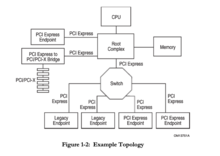 CPU
PCI Express
Endpoint
PCI Express
Root
Complex
Memory
PCI Express to
PCI/PCI-X Bridge
PCI Express
PCI/PCI-X
Switch
PCI
Express
PCI
Express
PCI
Express
PCI
Express
Legacy
Endpoint
Legacy
Endpoint
PCI Express
Endpoint
PCI Express
Endpoint
Figure 1-2: Example Topology